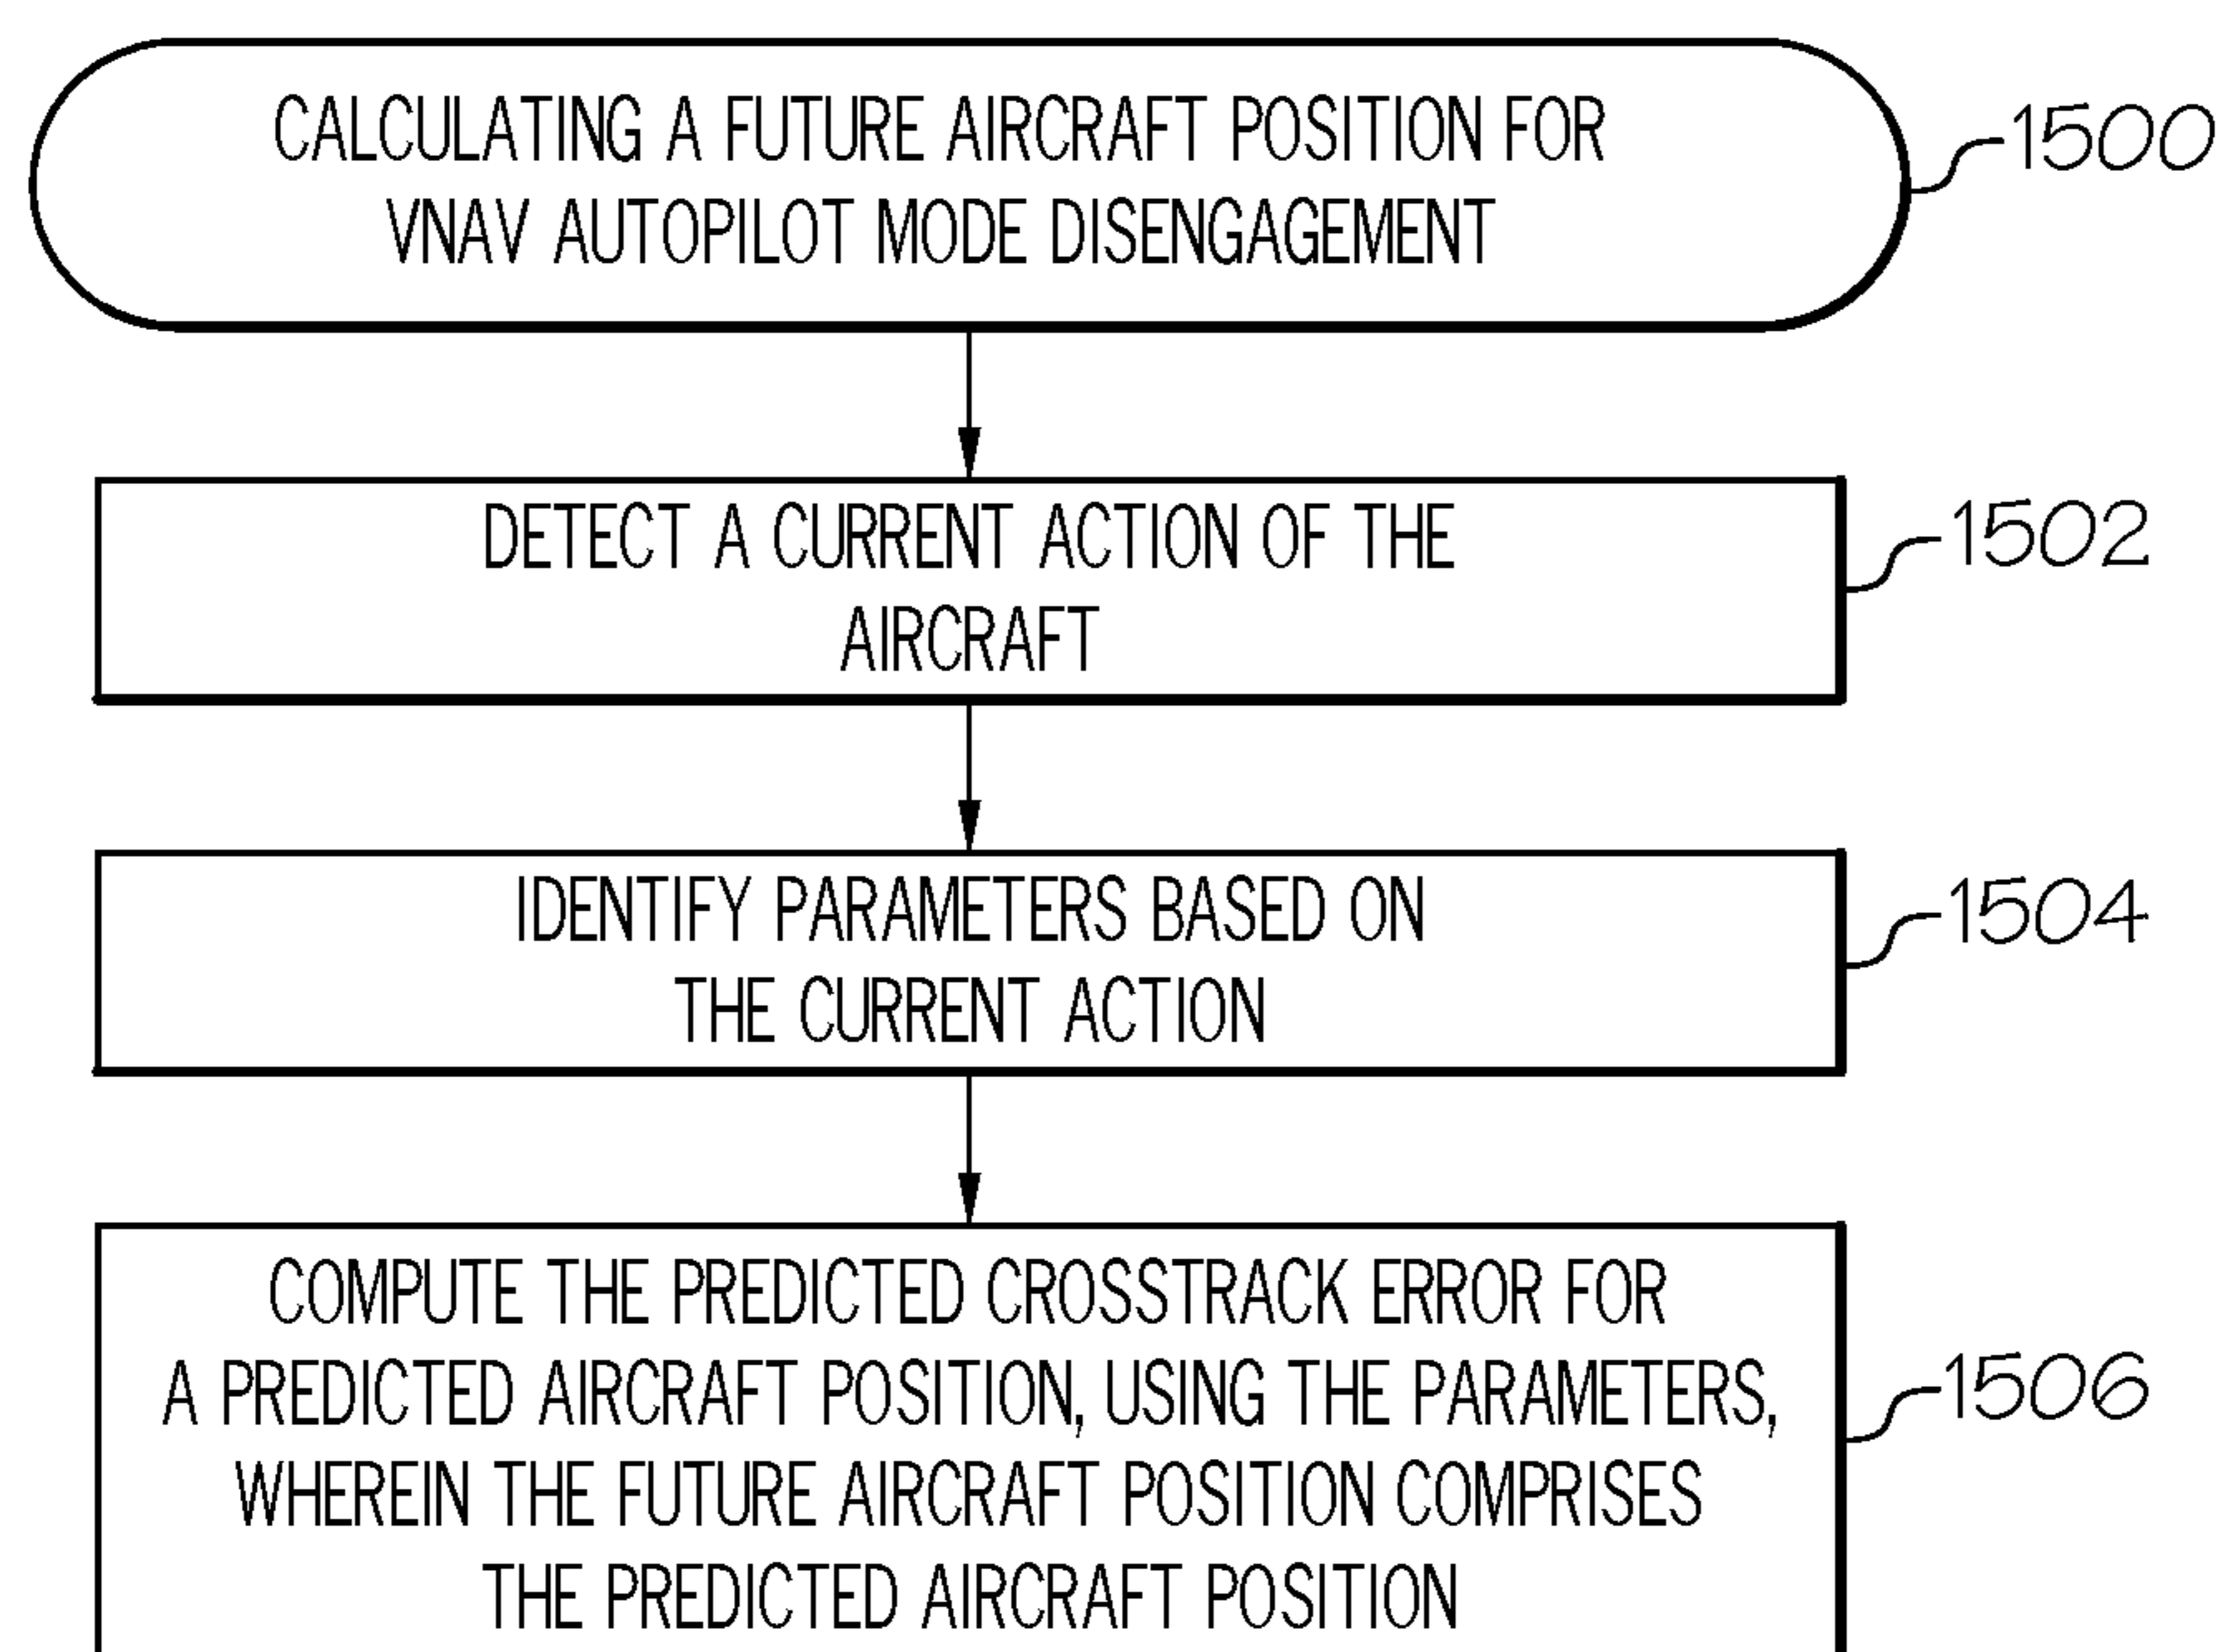 CALCULATING A FUTURE AIRCRAFT POSITION FOR
VNAV AUTOPILOT MODE DISENGAGEMENT
1500
DETECT A CURRENT ACTION OF THE
AIRCRAFT
1502
IDENTIFY PARAMETERS BASED ON
THE CURRENT ACTION
1504
COMPUTE THE PREDICTED CROSSTRACK ERROR FOR
A PREDICTED AIRCRAFT POSITION, USING THE PARAMETERS,
WHEREIN THE FUTURE AIRCRAFT POSITION COMPRISES
THE PREDICTED AIRCRAFT POSITION
1506